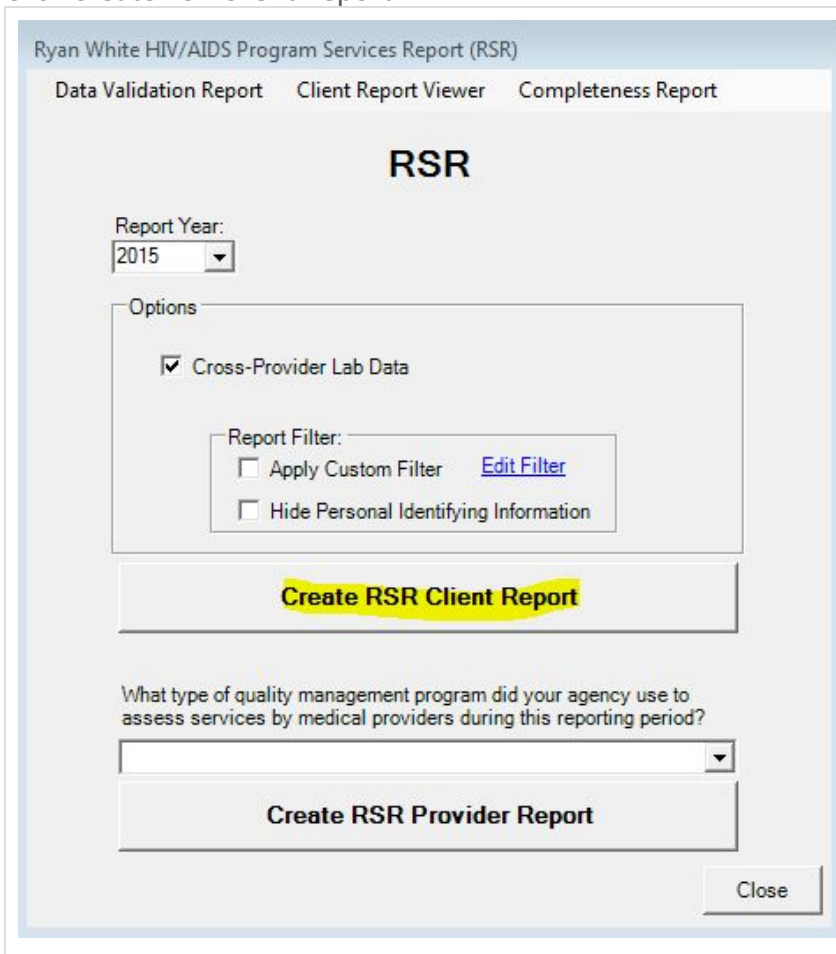 Ryan White HIV/AIDS Program Services Report (RSR)
Data Validation Report Client Report Viewer Completeness Report
RSR
Report Year:
2015
Options
Cross-Provider Lab Data
Report Filter:
Apply Custom Filter Edit Filter
Hide Personal Identifying Information
Create RSR Client Report
What type of quality management program did your agency use to
assess services by medical providers during this reporting period?
Create RSR Provider Report
Close